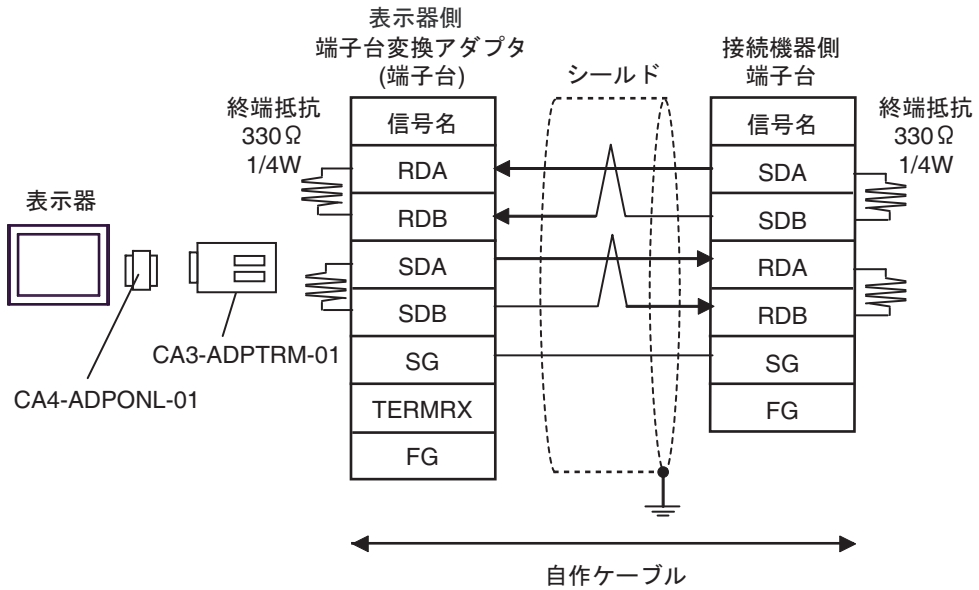 表示器側
端子台変換アダプタ
(端子台)
シールド
接続機器側
端子台
終端抵抗
330Ω
1/4W
信号名
RDA
RDB
SDA
SDB
SG
TERMRX
FG
信号名
SDA
SDB
RDA
RDB
SG
FG
終端抵抗
330Ω
1/4W
表示器
CA3-ADPTRM-01
CA4-ADPONL-01
自作ケーブル